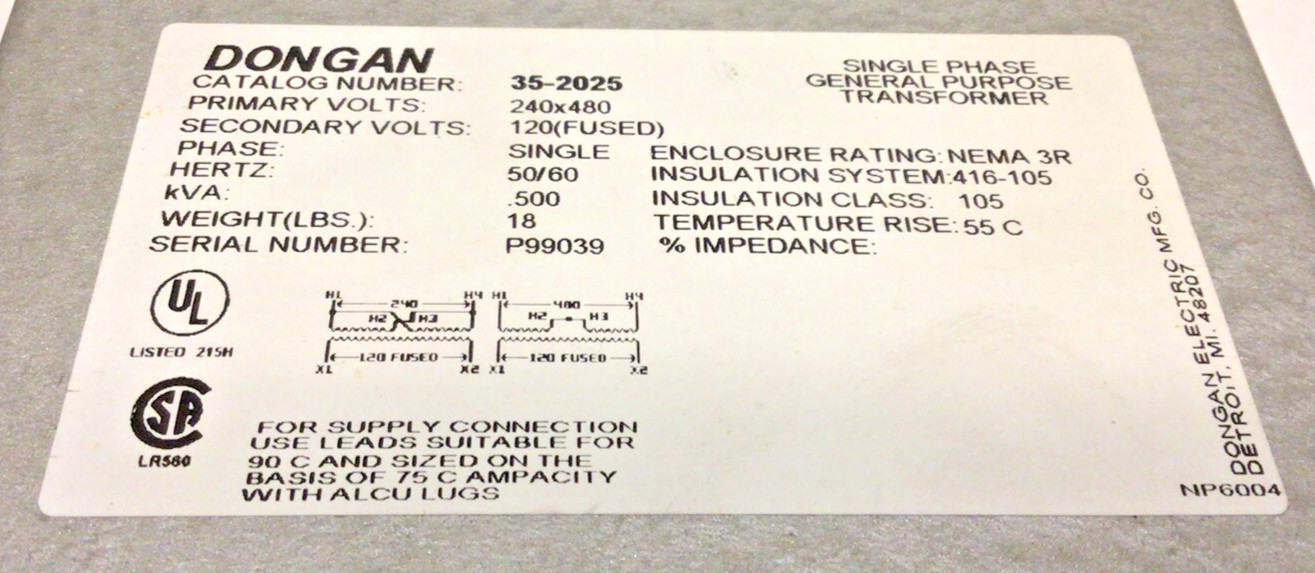 DONGAN
CATALOG NUMBER: 35-2025
PRIMARY VOLTS: 240x480
SECONDARY VOLTS: 120(FUSED)
PHASE: SINGLE
HERTZ: 50/60
kVA: .500
WEIGHT(LBS.): 18
SERIAL NUMBER: P99039
SINGLE PHASE
GENERAL PURPOSE
TRANSFORMER
ENCLOSURE RATING: NEMA 3R
INSULATION SYSTEM:416-105
INSULATION CLASS: 105
TEMPERATURE RISE: 55 C
% IMPEDANCE:
UL
LISTED 215H
H1 240 H4 H1 480 H4
H2 H3 H2 H3
120 FUSED 120 FUSED
X1 X2 X1 X2
SA
LR580
FOR SUPPLY CONNECTION
USE LEADS SUITABLE FOR
90 C AND SIZED ON THE
BASIS OF 75 C AMPACITY
WITH ALCU LUGS
DONGAN ELECTRIC MFG. CO.
DETROIT, MI. 48207
NP6004